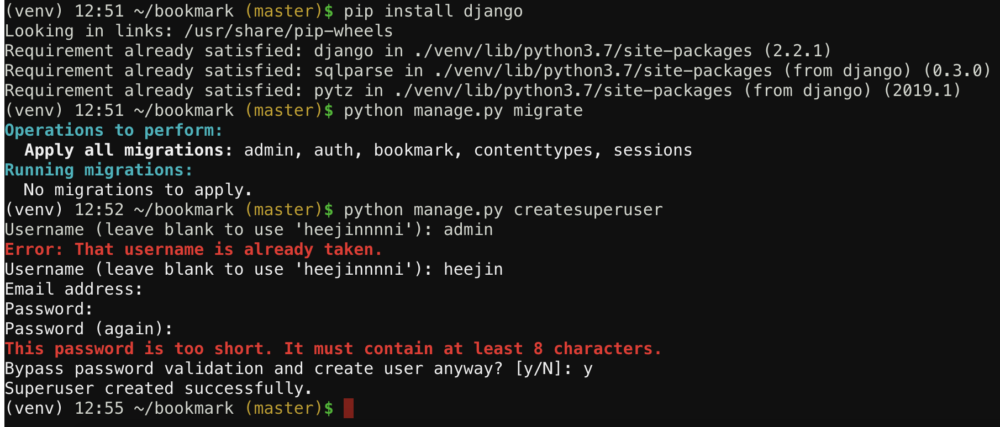 (venv) 12:51 ~/bookmark (master)$ pip install django
Looking in links: /usr/share/pip-wheels
Requirement already satisfied: django in ./venv/lib/python3.7/site-packages (2.2.1)
Requirement already satisfied: sqlparse in ./venv/lib/python3.7/site-packages (from django) (0.3.0)
Requirement already satisfied: pytz in ./venv/lib/python3.7/site-packages (from django) (2019.1)
(venv) 12:51 ~/bookmark (master)$ python manage.py migrate
Operations to perform:
  Apply all migrations: admin, auth, bookmark, contenttypes, sessions
Running migrations:
  No migrations to apply.
(venv) 12:52 ~/bookmark (master)$ python manage.py createsuperuser
Username (leave blank to use 'heejinnnni'): admin
Error: That username is already taken.
Username (leave blank to use 'heejinnnni'): heejin
Email address:
Password:
Password (again):
This password is too short. It must contain at least 8 characters.
Bypass password validation and create user anyway? [y/N]: y
Superuser created successfully.
(venv) 12:55 ~/bookmark (master)$